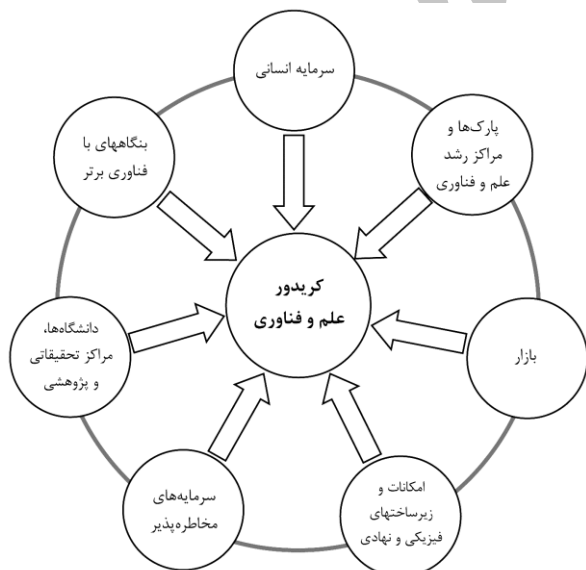 سرمایه انسانی
پارک‌ها و
مراکز رشد
علم و فناوری
بازار
امکانات و
زیرساختهای
فیزیکی و نهادی
سرمایه‌های
مخاطره‌پذیر
دانشگاه‌ها،
مراکز تحقیقاتی
و پژوهشی
بنگاههای با
فناوری برتر
کریدور
علم و فناوری